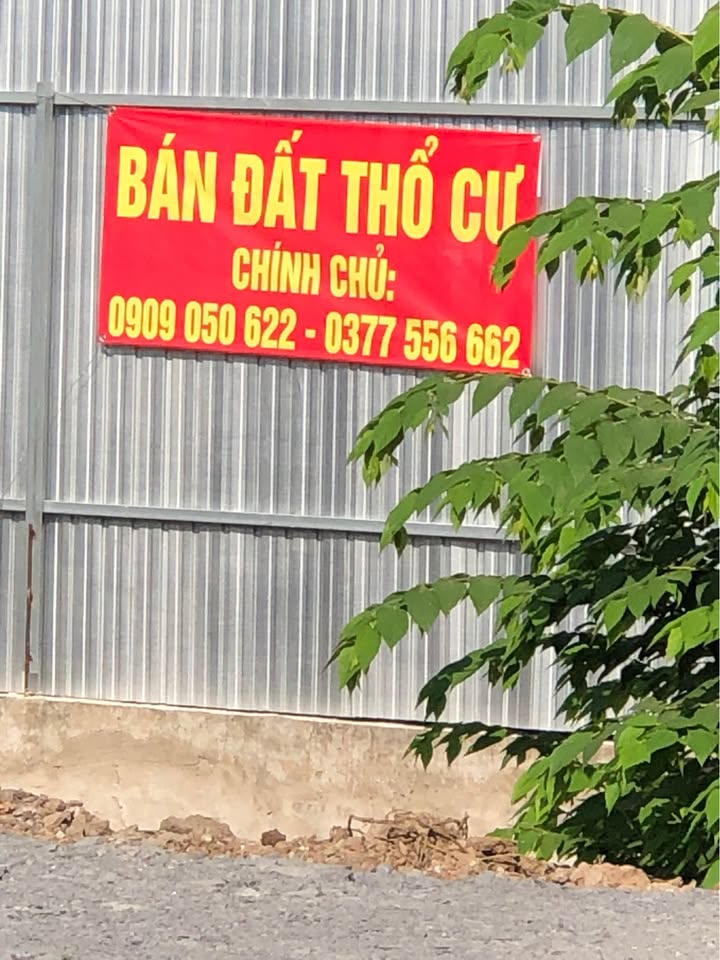 BÁN ĐẤT THỔ CƯ
CHÍNH CHỦ:
0909 050 622 - 0377 556 662